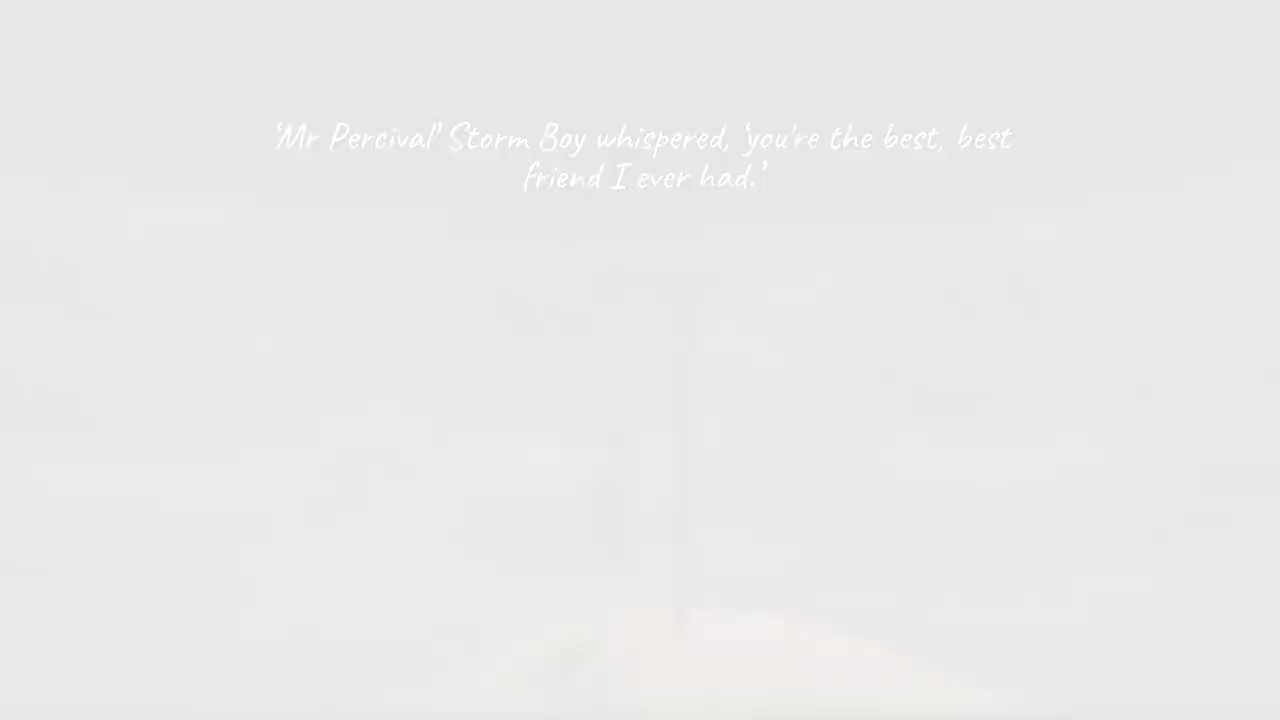 ‘Mr Percival’ Storm Boy whispered, ‘you're the best, best
friend I ever had.’